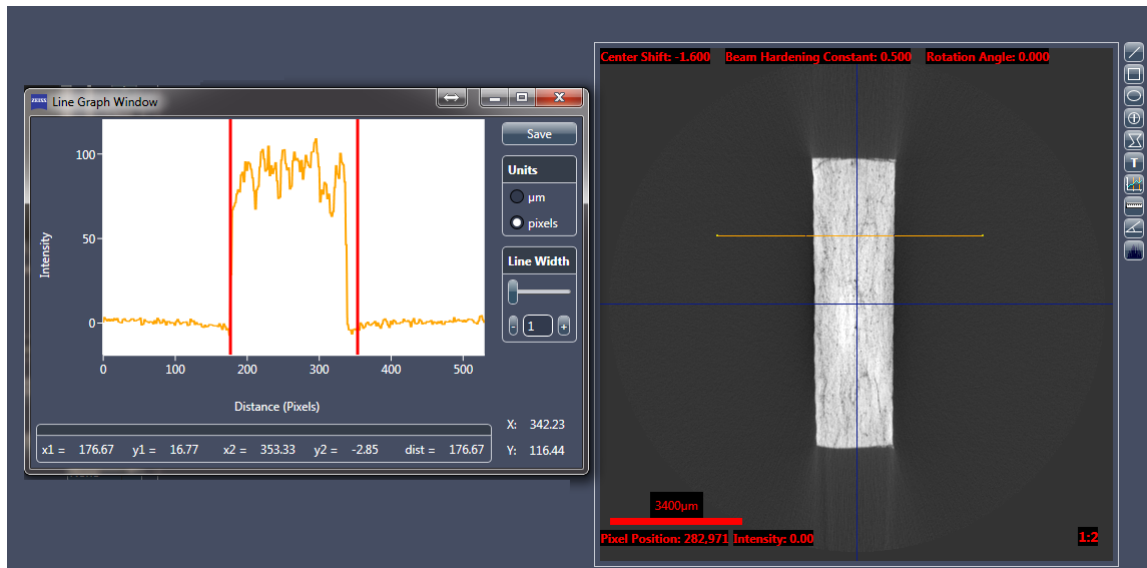 Center Shift: -1.600 Beam Hardening Constant: 0.500 Rotation Angle: 0.000
ZEISS Line Graph Window
Save
Units
µm
pixels
Line Width
- 1 +
100
50
0
Intensity
0 100 200 300 400 500
Distance (Pixels)
X: 342.23
Y: 116.44
x1 = 176.67 y1 = 16.77 x2 = 353.33 y2 = -2.85 dist = 176.67
T
3400µm
Pixel Position: 282,971 Intensity: 0.00
1:2